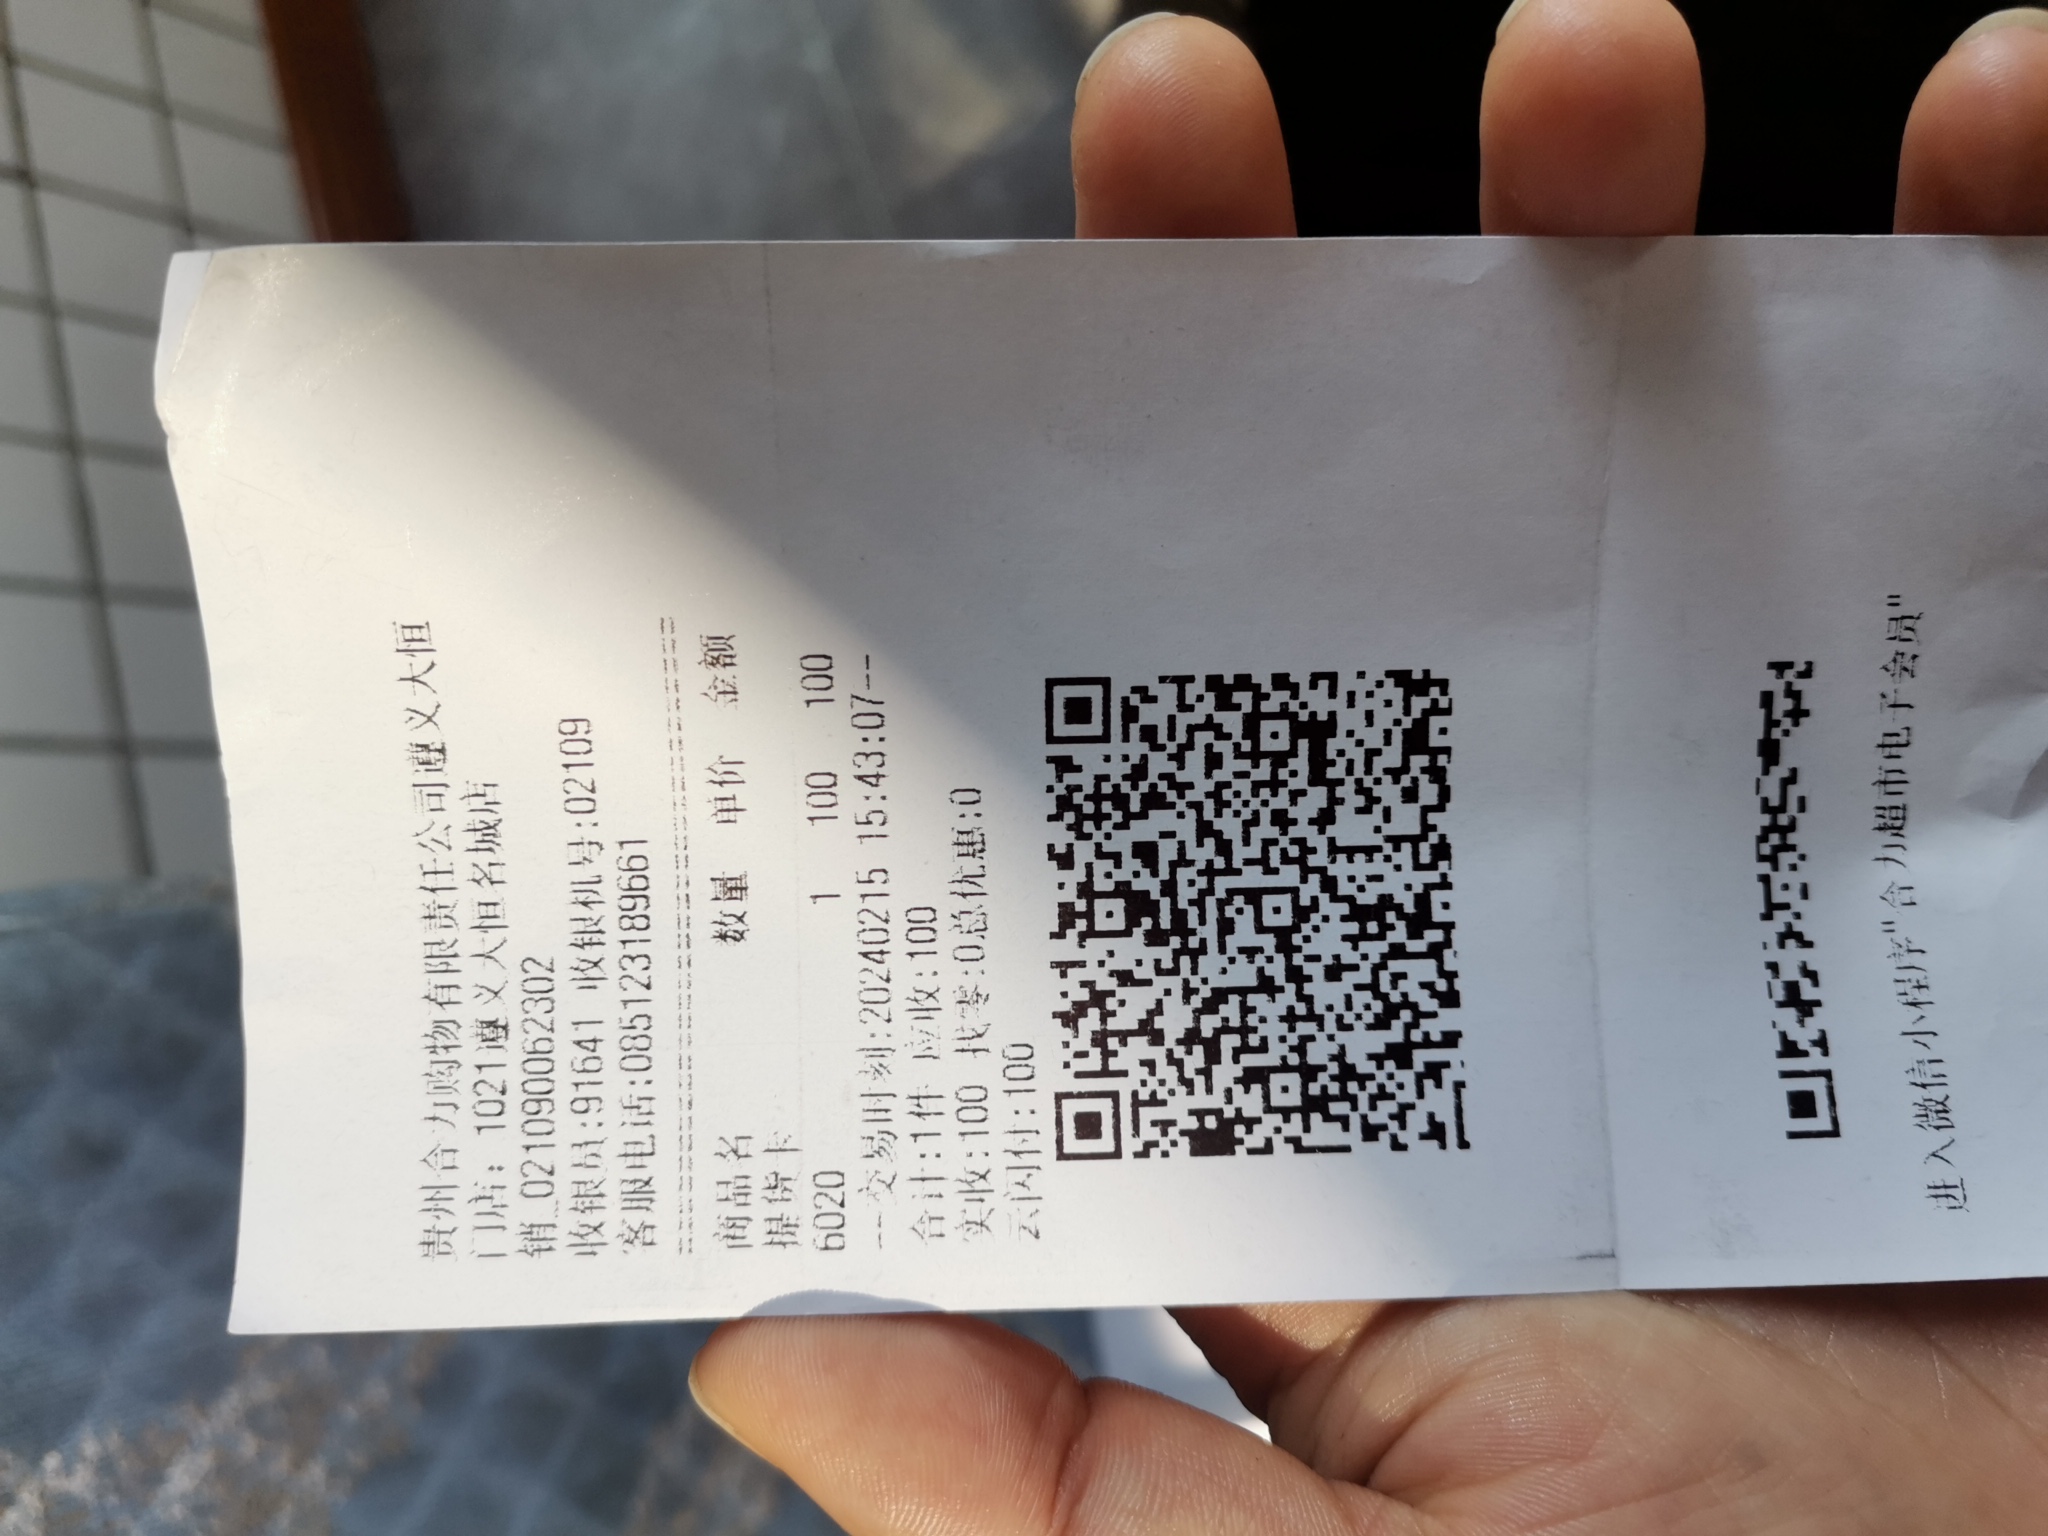 贵州合力购物有限责任公司遵义大恒
门店：1021遵义大恒名城店
销_02109006​2302
收银员:91641 收银机号:02109
客服电话:085123189661
商品名 数量 单价 金额
提货卡
6020 1 100 100
--交易时刻:20240215 15:43:07--
合计:1件 应收:100
实收:100 找零:0总优惠:0
云闪付:100
进入微信小程序"合力超市电子会员"